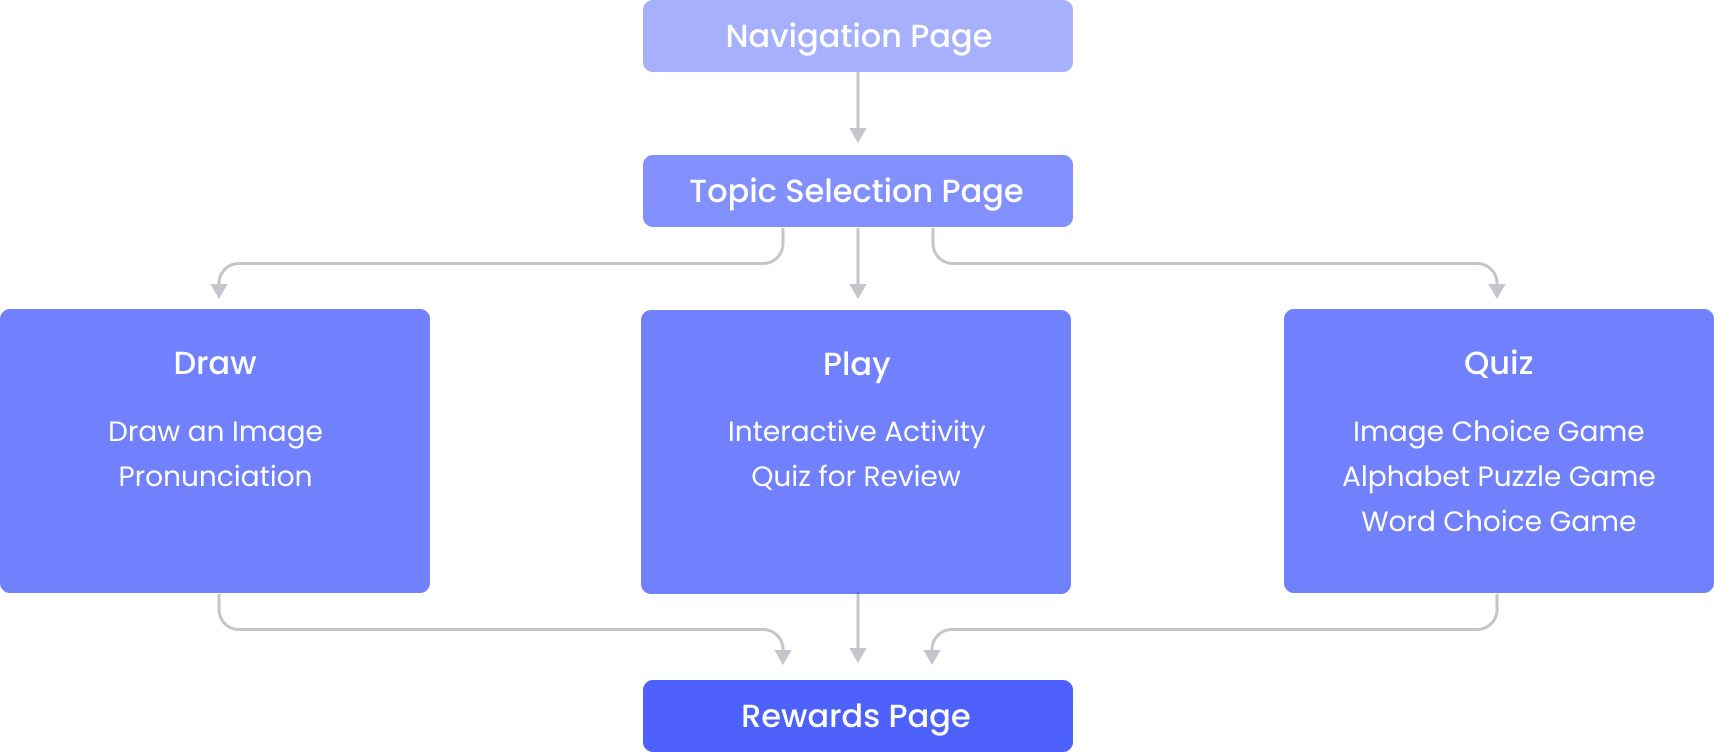 Navigation Page
Topic Selection Page
Draw
Draw an Image
Pronunciation
Play
Interactive Activity
Quiz for Review
Quiz
Image Choice Game
Alphabet Puzzle Game
Word Choice Game
Rewards Page